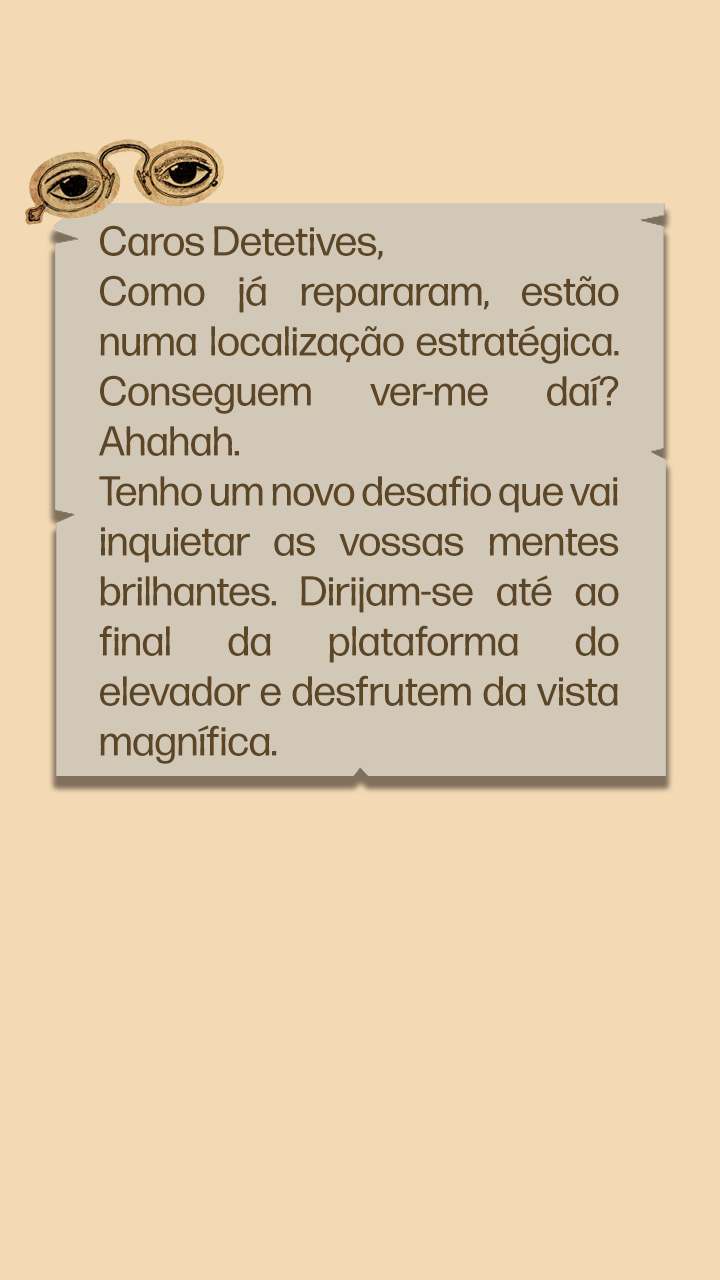 Caros Detetives,
Como já repararam, estão
numa localização estratégica.
Conseguem ver-me daí?
Ahahah.
Tenho um novo desafio que vai
inquietar as vossas mentes
brilhantes. Dirijam-se até ao
final da plataforma do
elevador e desfrutem da vista
magnífica.